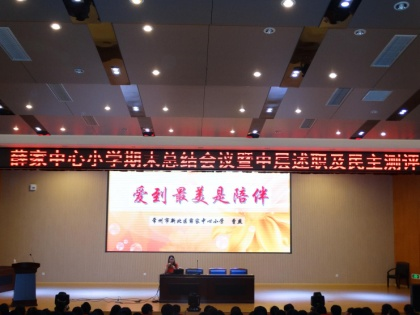 薛家中心小学期末总结会议暨中层述职及民主测评
爱到最美是陪伴
常州市新北区薛家中心小学